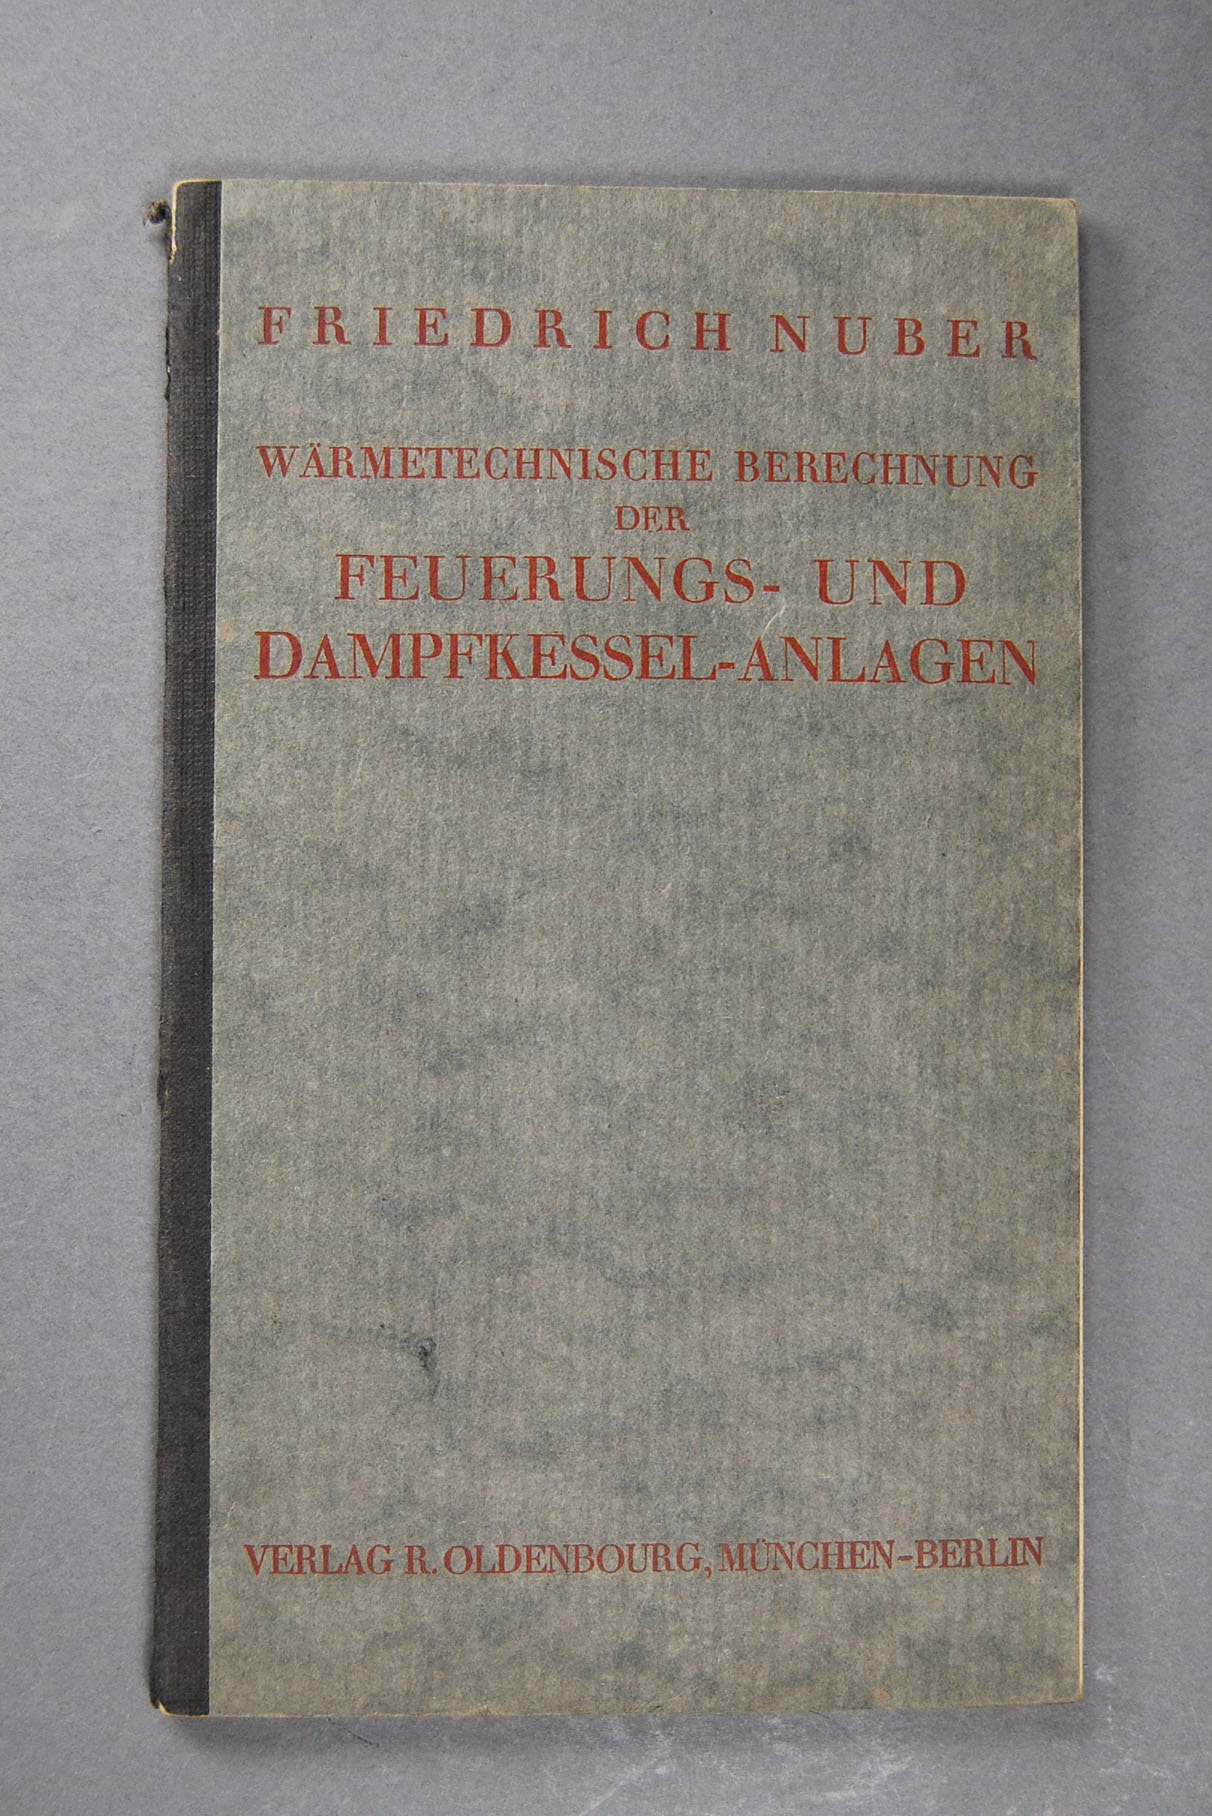 FRIEDRICH NUBER
WÄRMETECHNISCHE BERECHNUNG
DER
FEUERUNGS- UND
DAMPFKESSEL-ANLAGEN
VERLAG R. OLDENBOURG, MÜNCHEN-BERLIN